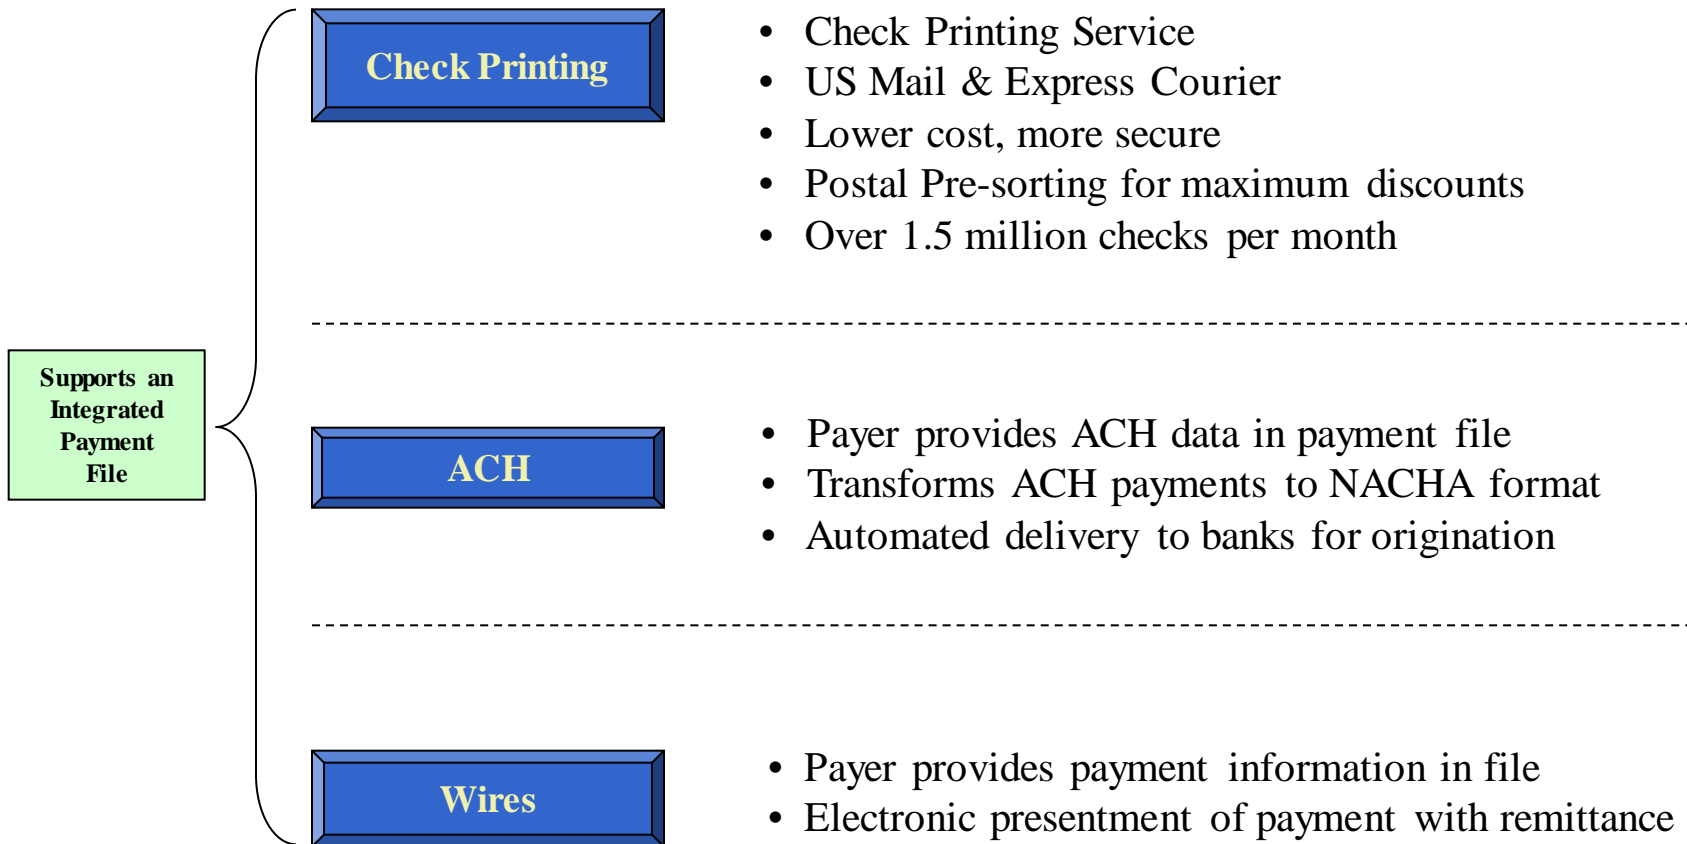 Supports an
Integrated
Payment
File
Check Printing
• Check Printing Service
• US Mail & Express Courier
• Lower cost, more secure
• Postal Pre-sorting for maximum discounts
• Over 1.5 million checks per month
ACH
• Payer provides ACH data in payment file
• Transforms ACH payments to NACHA format
• Automated delivery to banks for origination
Wires
• Payer provides payment information in file
• Electronic presentment of payment with remittance